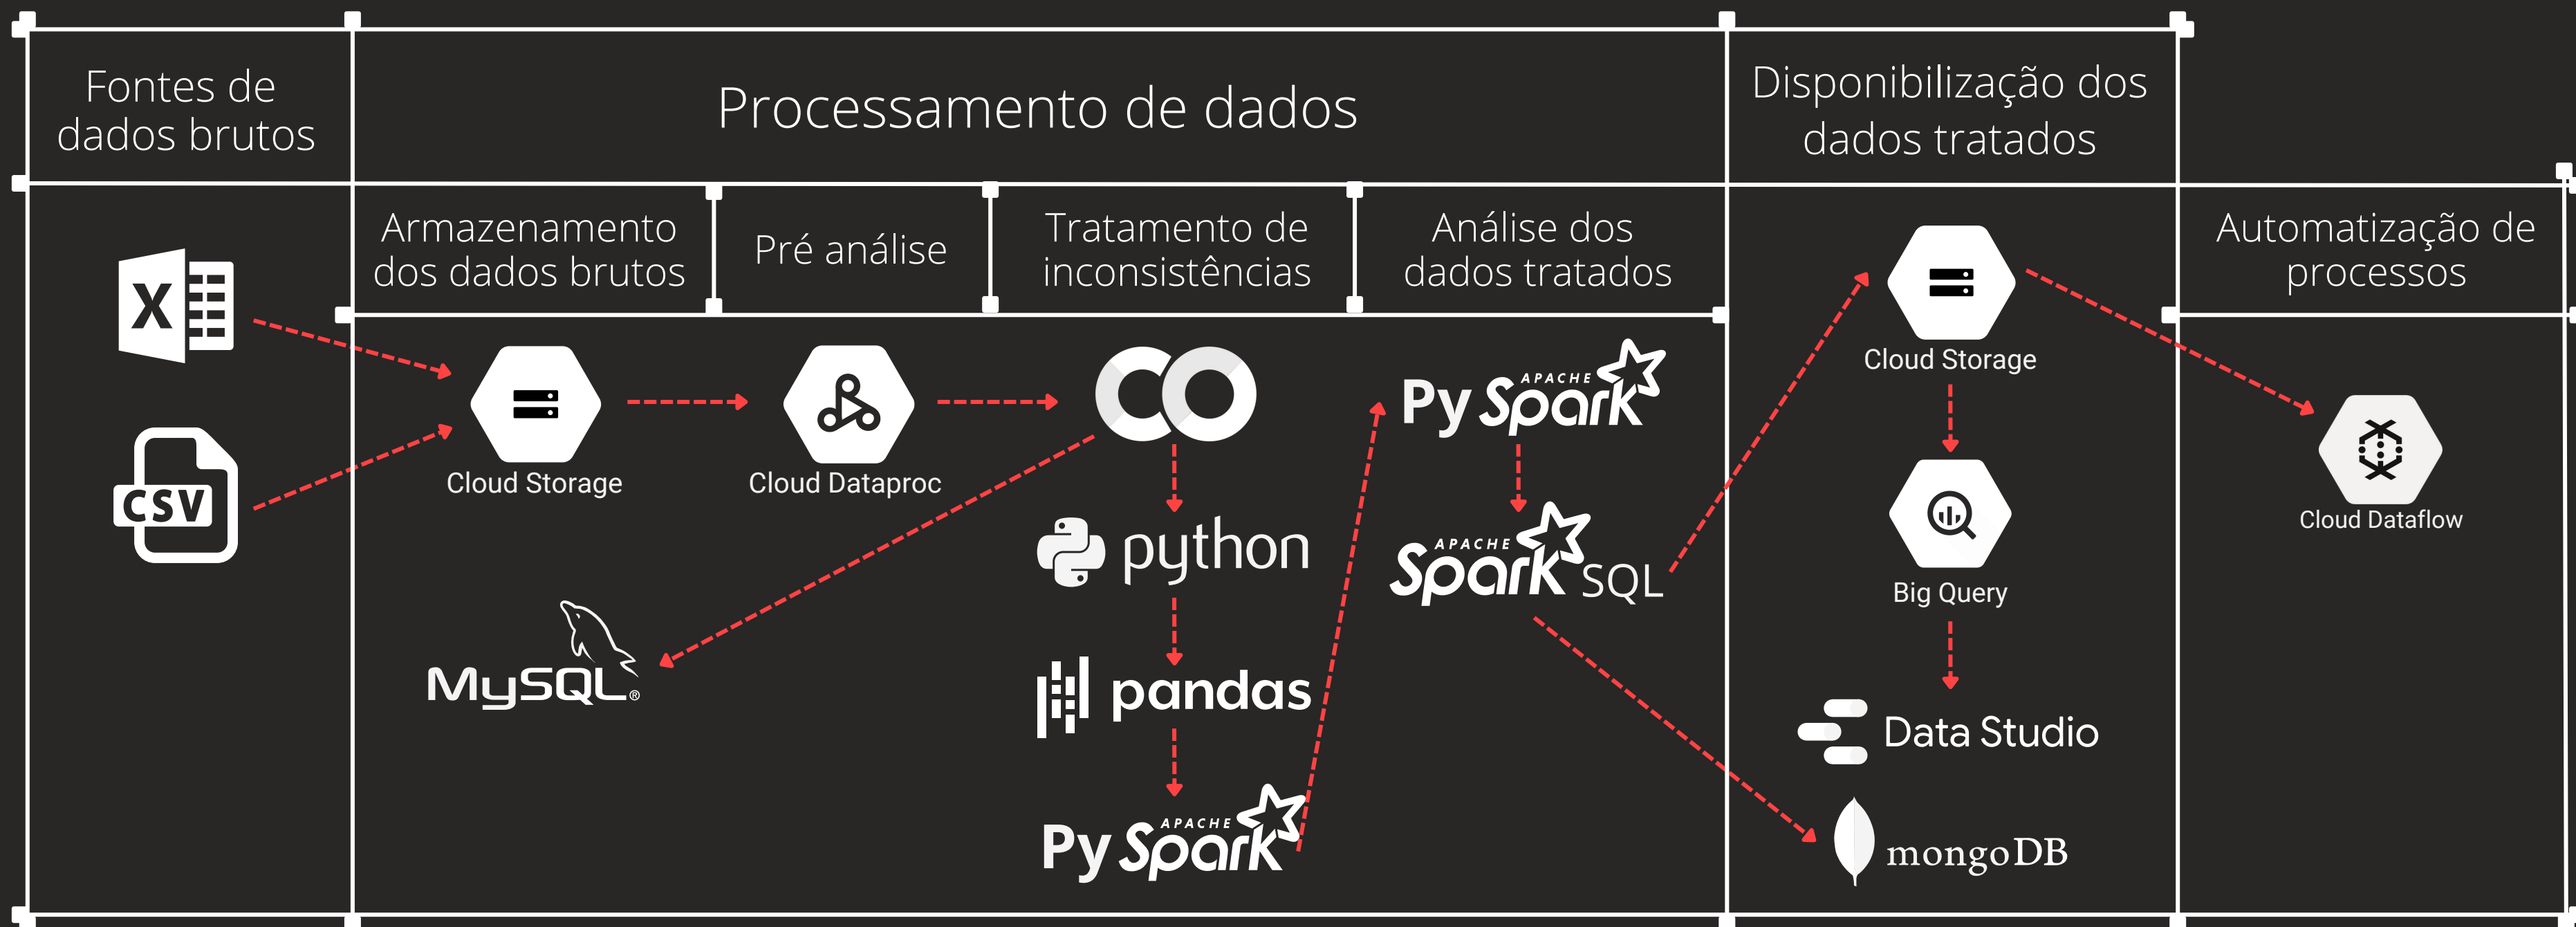 Fontes de
dados brutos
Processamento de dados
Disponibilização dos
dados tratados
Armazenamento
dos dados brutos
Pré análise
Tratamento de
inconsistências
Análise dos
dados tratados
Automatização de
processos
X
CSV
Cloud Storage
Cloud Dataproc
MySQL®
CO
python
pandas
Py APACHE Spark
Py APACHE Spark
APACHE Spark SQL
Cloud Storage
Big Query
Data Studio
mongoDB
Cloud Dataflow